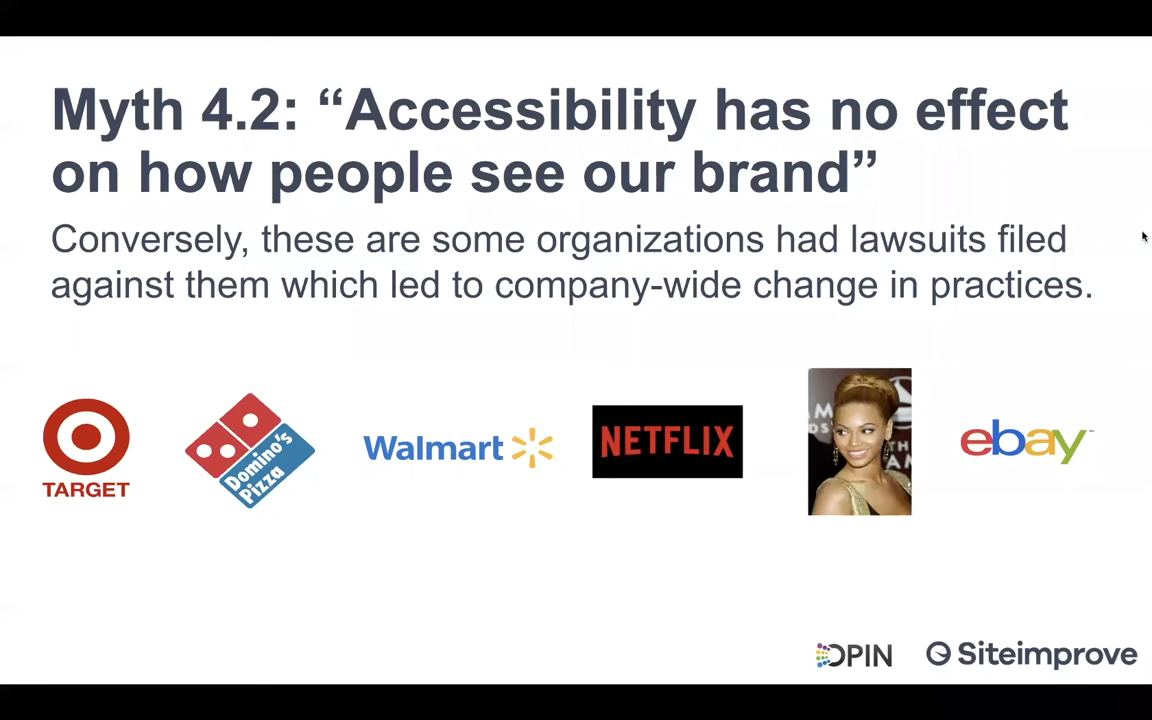 Myth 4.2: “Accessibility has no effect
on how people see our brand”
Conversely, these are some organizations had lawsuits filed
against them which led to company-wide change in practices.
TARGET
Domino's
Pizza
Walmart
NETFLIX
ebay
OPIN
Siteimprove